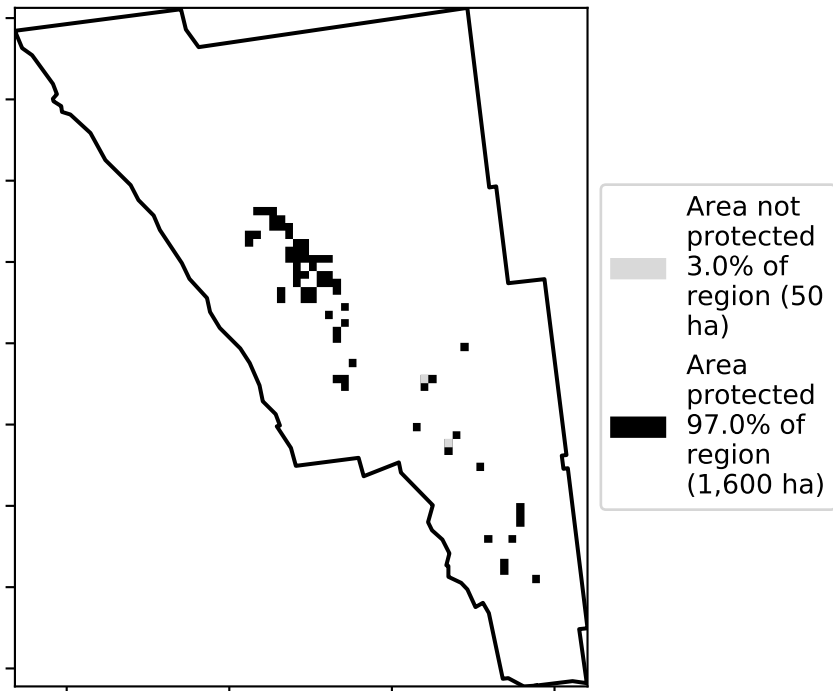 Area not
protected
3.0% of
region (50
ha)
Area
protected
97.0% of
region
(1,600 ha)